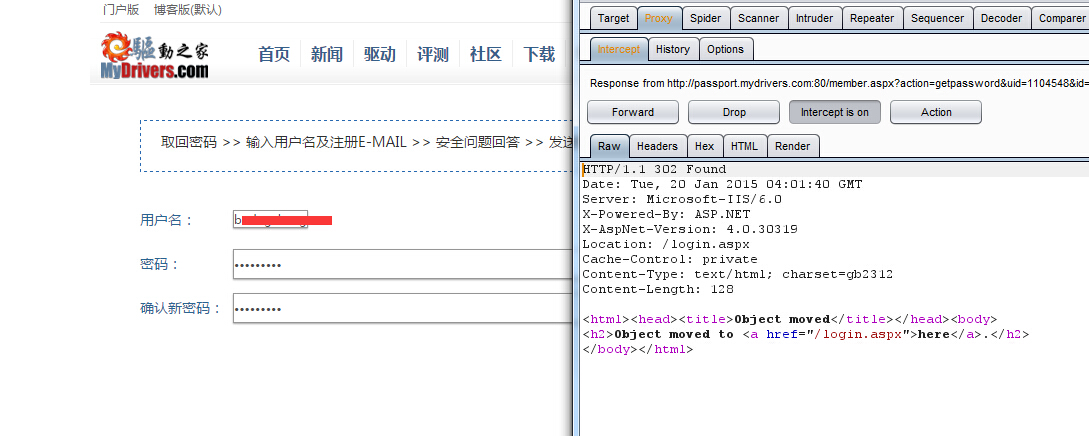 门户版 博客版(默认)
驅動之家
MyDrivers.com
首页 新闻 驱动 评测 社区 下载
取回密码 >> 输入用户名及注册E-MAIL >> 安全问题回答 >> 发送
用户名：
密码： •••••••••
确认新密码： •••••••••
Target Proxy Spider Scanner Intruder Repeater Sequencer Decoder Comparer
Intercept History Options
Response from http://passport.mydrivers.com:80/member.aspx?action=getpassword&uid=1104548&id=
Forward Drop Intercept is on Action
Raw Headers Hex HTML Render
HTTP/1.1 302 Found
Date: Tue, 20 Jan 2015 04:01:40 GMT
Server: Microsoft-IIS/6.0
X-Powered-By: ASP.NET
X-AspNet-Version: 4.0.30319
Location: /login.aspx
Cache-Control: private
Content-Type: text/html; charset=gb2312
Content-Length: 128
<html><head><title>Object moved</title></head><body>
<h2>Object moved to <a href="/login.aspx">here</a>.</h2>
</body></html>